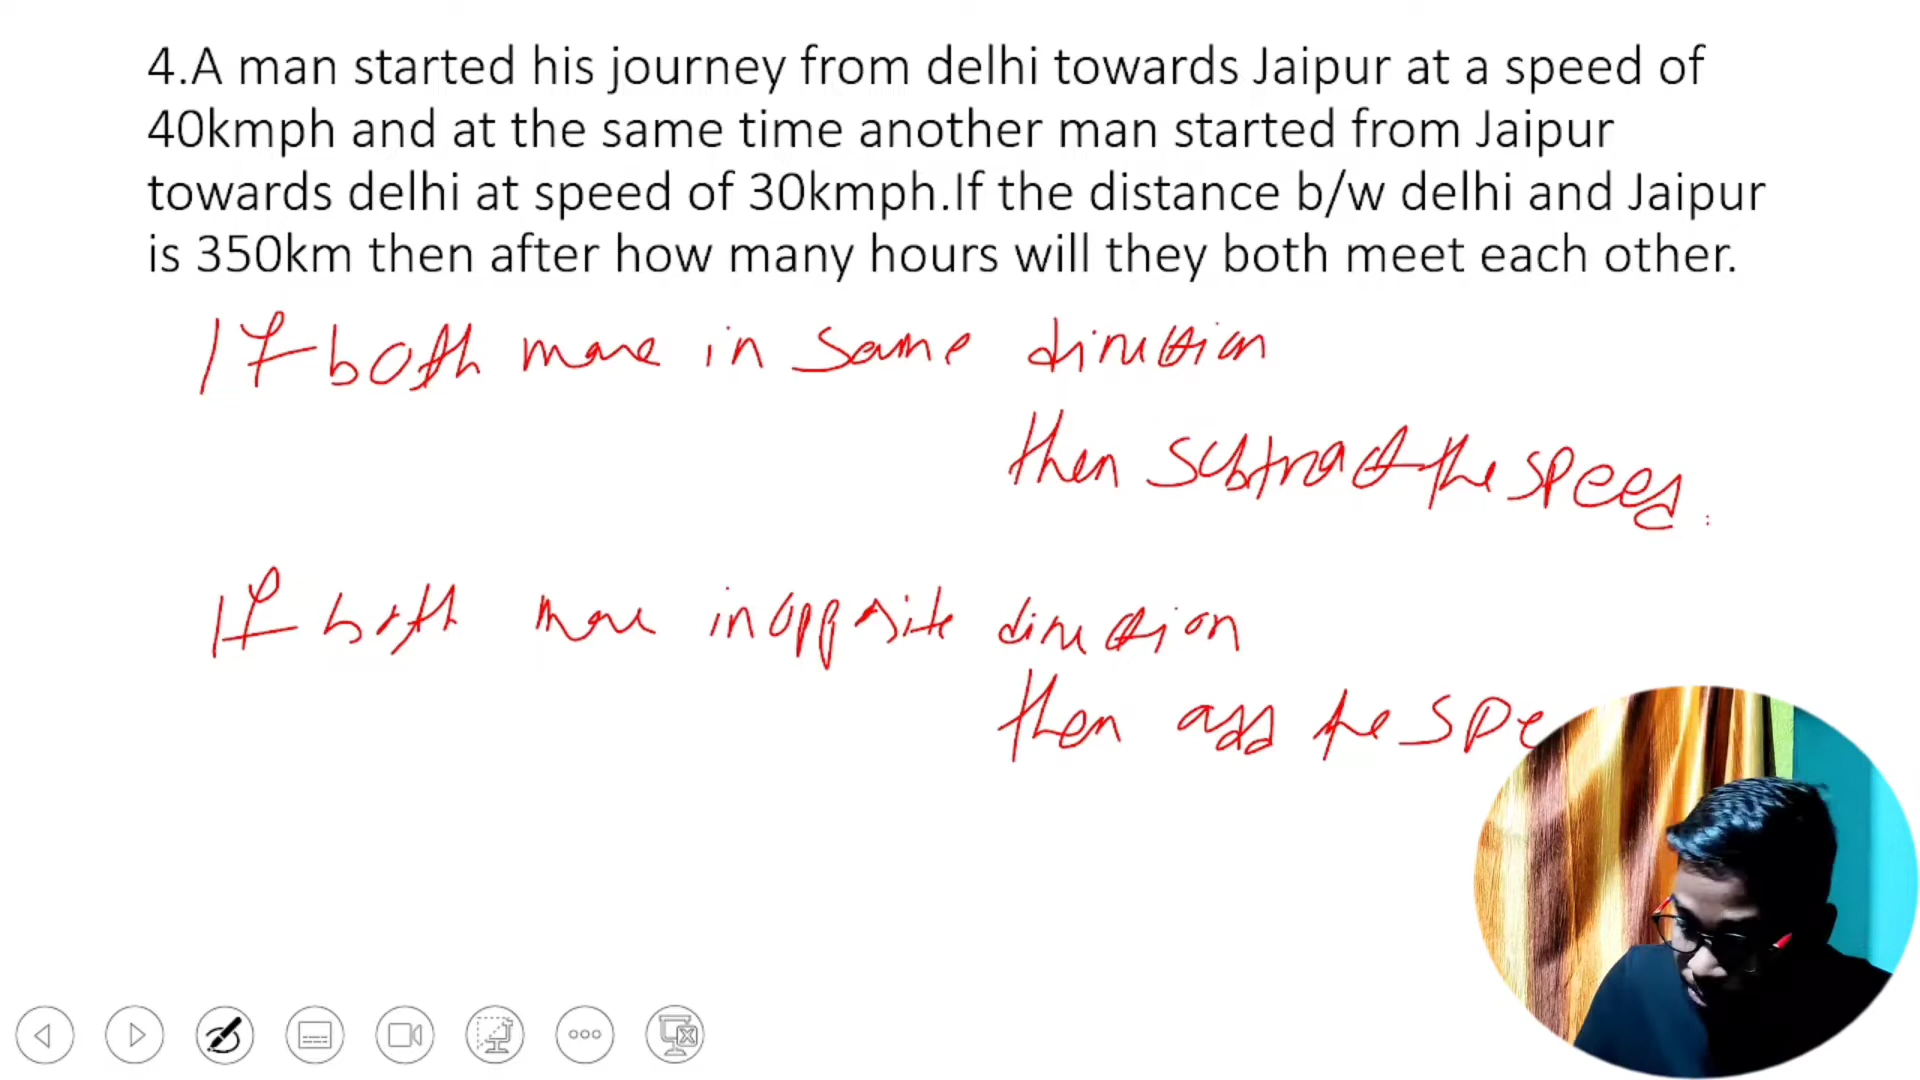 4.A man started his journey from delhi towards Jaipur at a speed of
40kmph and at the same time another man started from Jaipur
towards delhi at speed of 30kmph.If the distance b/w delhi and Jaipur
is 350km then after how many hours will they both meet each other.
If both move in same direction
then subtract the speed.
If both move in opposite direction
then add the spe